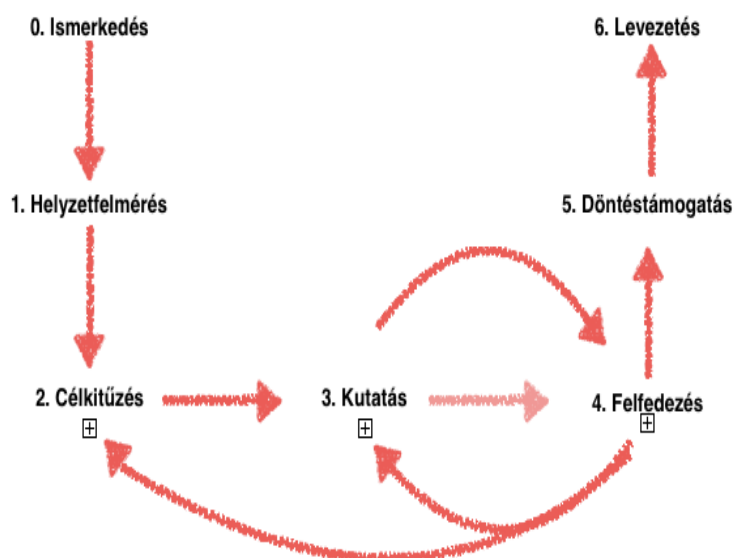 0. Ismerkedés
6. Levezetés
1. Helyzetfelmérés
5. Döntéstámogatás
2. Célkitűzés
3. Kutatás
4. Felfedezés